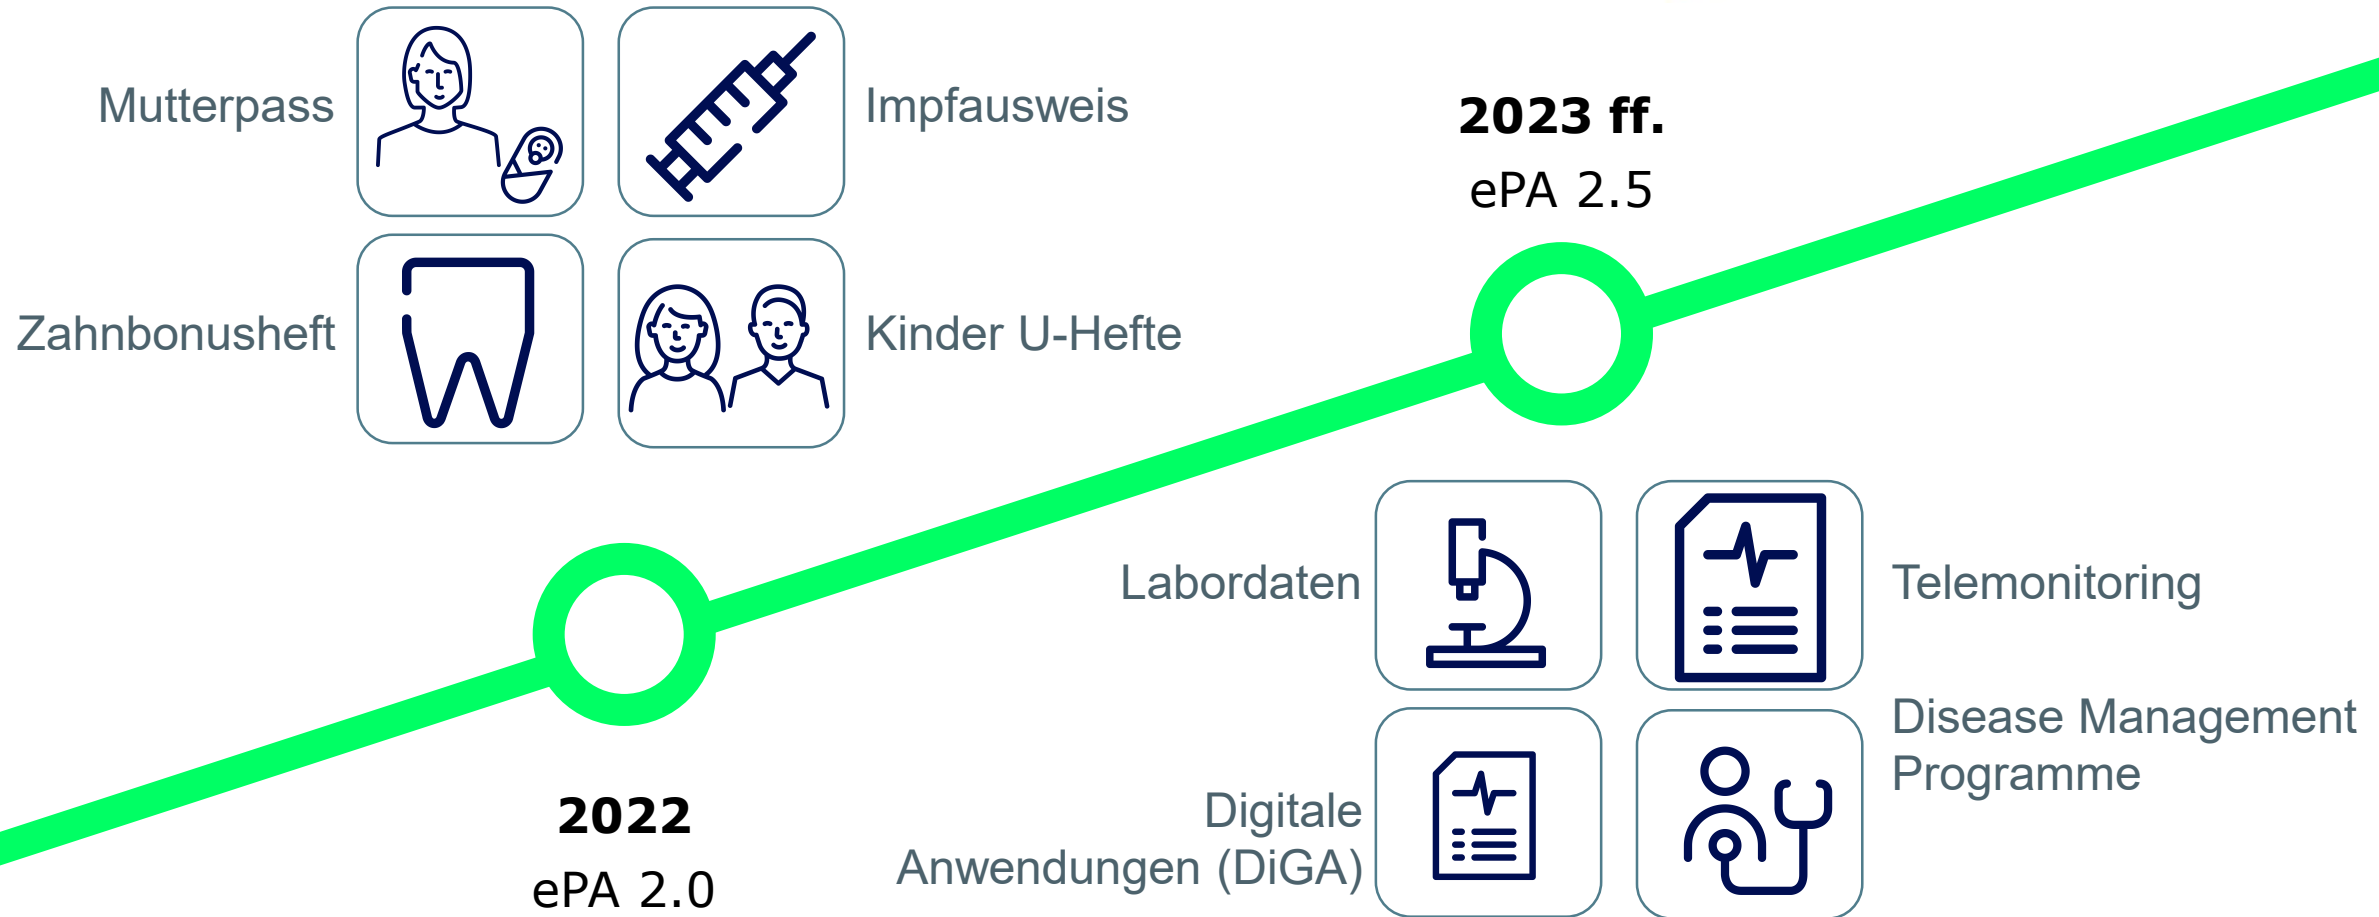 Mutterpass
Impfausweis
Zahnbonusheft
Kinder U-Hefte
2022
ePA 2.0
2023 ff.
ePA 2.5
Labordaten
Telemonitoring
Digitale
Anwendungen (DiGA)
Disease Management
Programme